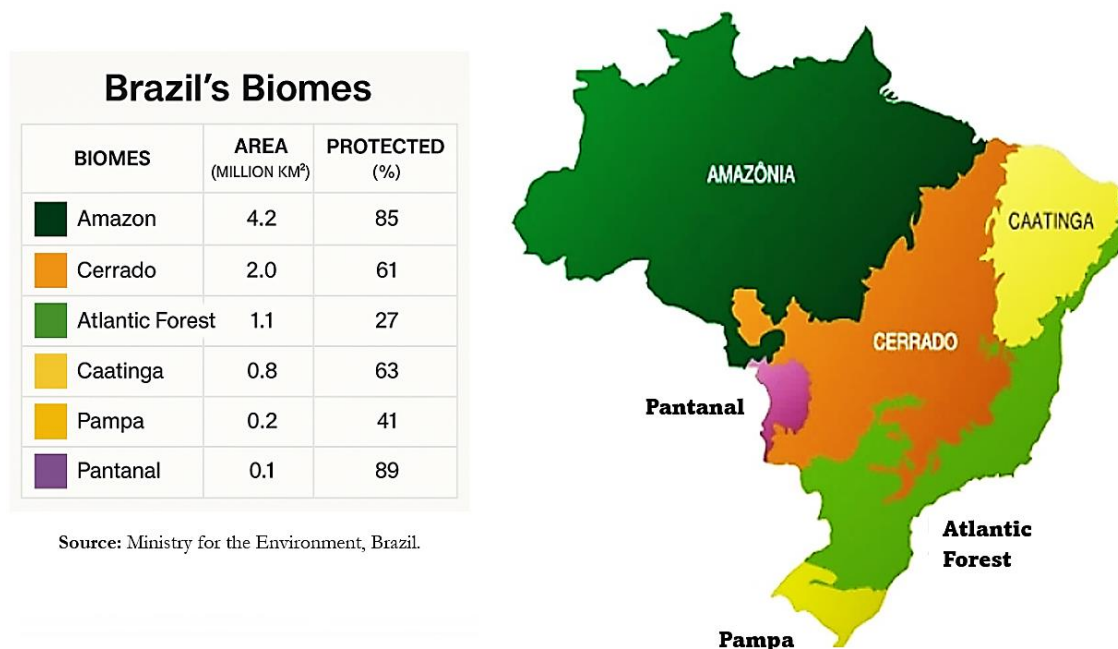 Brazil's Biomes
BIOMES AREA (MILLION KM²) PROTECTED (%)
Amazon 4.2 85
Cerrado 2.0 61
Atlantic Forest 1.1 27
Caatinga 0.8 63
Pampa 0.2 41
Pantanal 0.1 89
Source: Ministry for the Environment, Brazil.
AMAZÔNIA
CAATINGA
CERRADO
Pantanal
Atlantic
Forest
Pampa